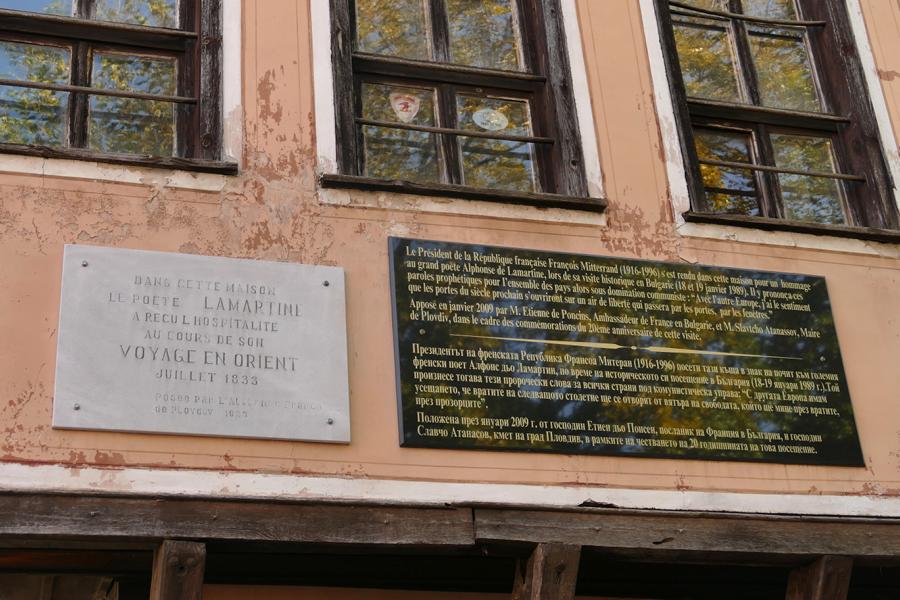 DANS CETTE MAISON
LE POETE LAMARTINE
A RECU L'HOSPITALITE
AU COURS DE SON
VOYAGE EN ORIENT
JUILLET 1833
POSEE PAR L'ALLIANCE
DE PLOVDIV
Le Président de la République française François Mitterrand (1916-1996) s'est rendu dans cette maison pour un hommage
au grand poète Alphonse de Lamartine, lors de sa visite historique en Bulgarie (18 et 19 janvier 1989). Il y prononça ces
paroles prophétiques pour l'ensemble des pays alors sous domination communiste : "Avec l'autre Europe, j'ai le sentiment
que les portes du siècle prochain s'ouvriront sur un air de liberté qui passera par les portes, par les fenêtres."
Apposé en janvier 2009 par M. Etienne de Poncins, Ambassadeur de France en Bulgarie, et M. Slavtcho Atanassov, Maire
de Plovdiv, dans le cadre des commémorations du 20ème anniversaire de cette visite.
Президентът на френската Република Франсоа Митеран (1916-1996) посети тази къща в знак на почит към големия
френски поет Алфонс дьо Ламартин, по време на историческото си посещение в България (18-19 януари 1989 г.). Той
произнесе тогава тези пророчески слова за всички страни под комунистическа управа: "С другата Европа имам
усещането, че вратите на следващото столетие ще се отворят от вятъра на свободата, който ще мине през вратите,
през прозорците".
Положена през януари 2009 г. от господин Етиен дьо Понсен, посланик на Франция в България, и господин
Славчо Атанасов, кмет на град Пловдив, в рамките на честването на 20 годишнината на това посещение.